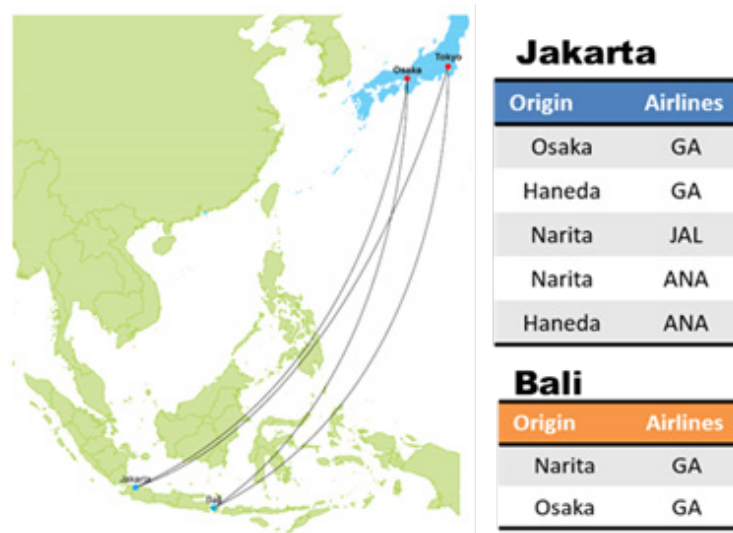 Osaka
Tokyo
Jakarta
Bali
Jakarta
Origin Airlines
Osaka GA
Haneda GA
Narita JAL
Narita ANA
Haneda ANA
Bali
Origin Airlines
Narita GA
Osaka GA